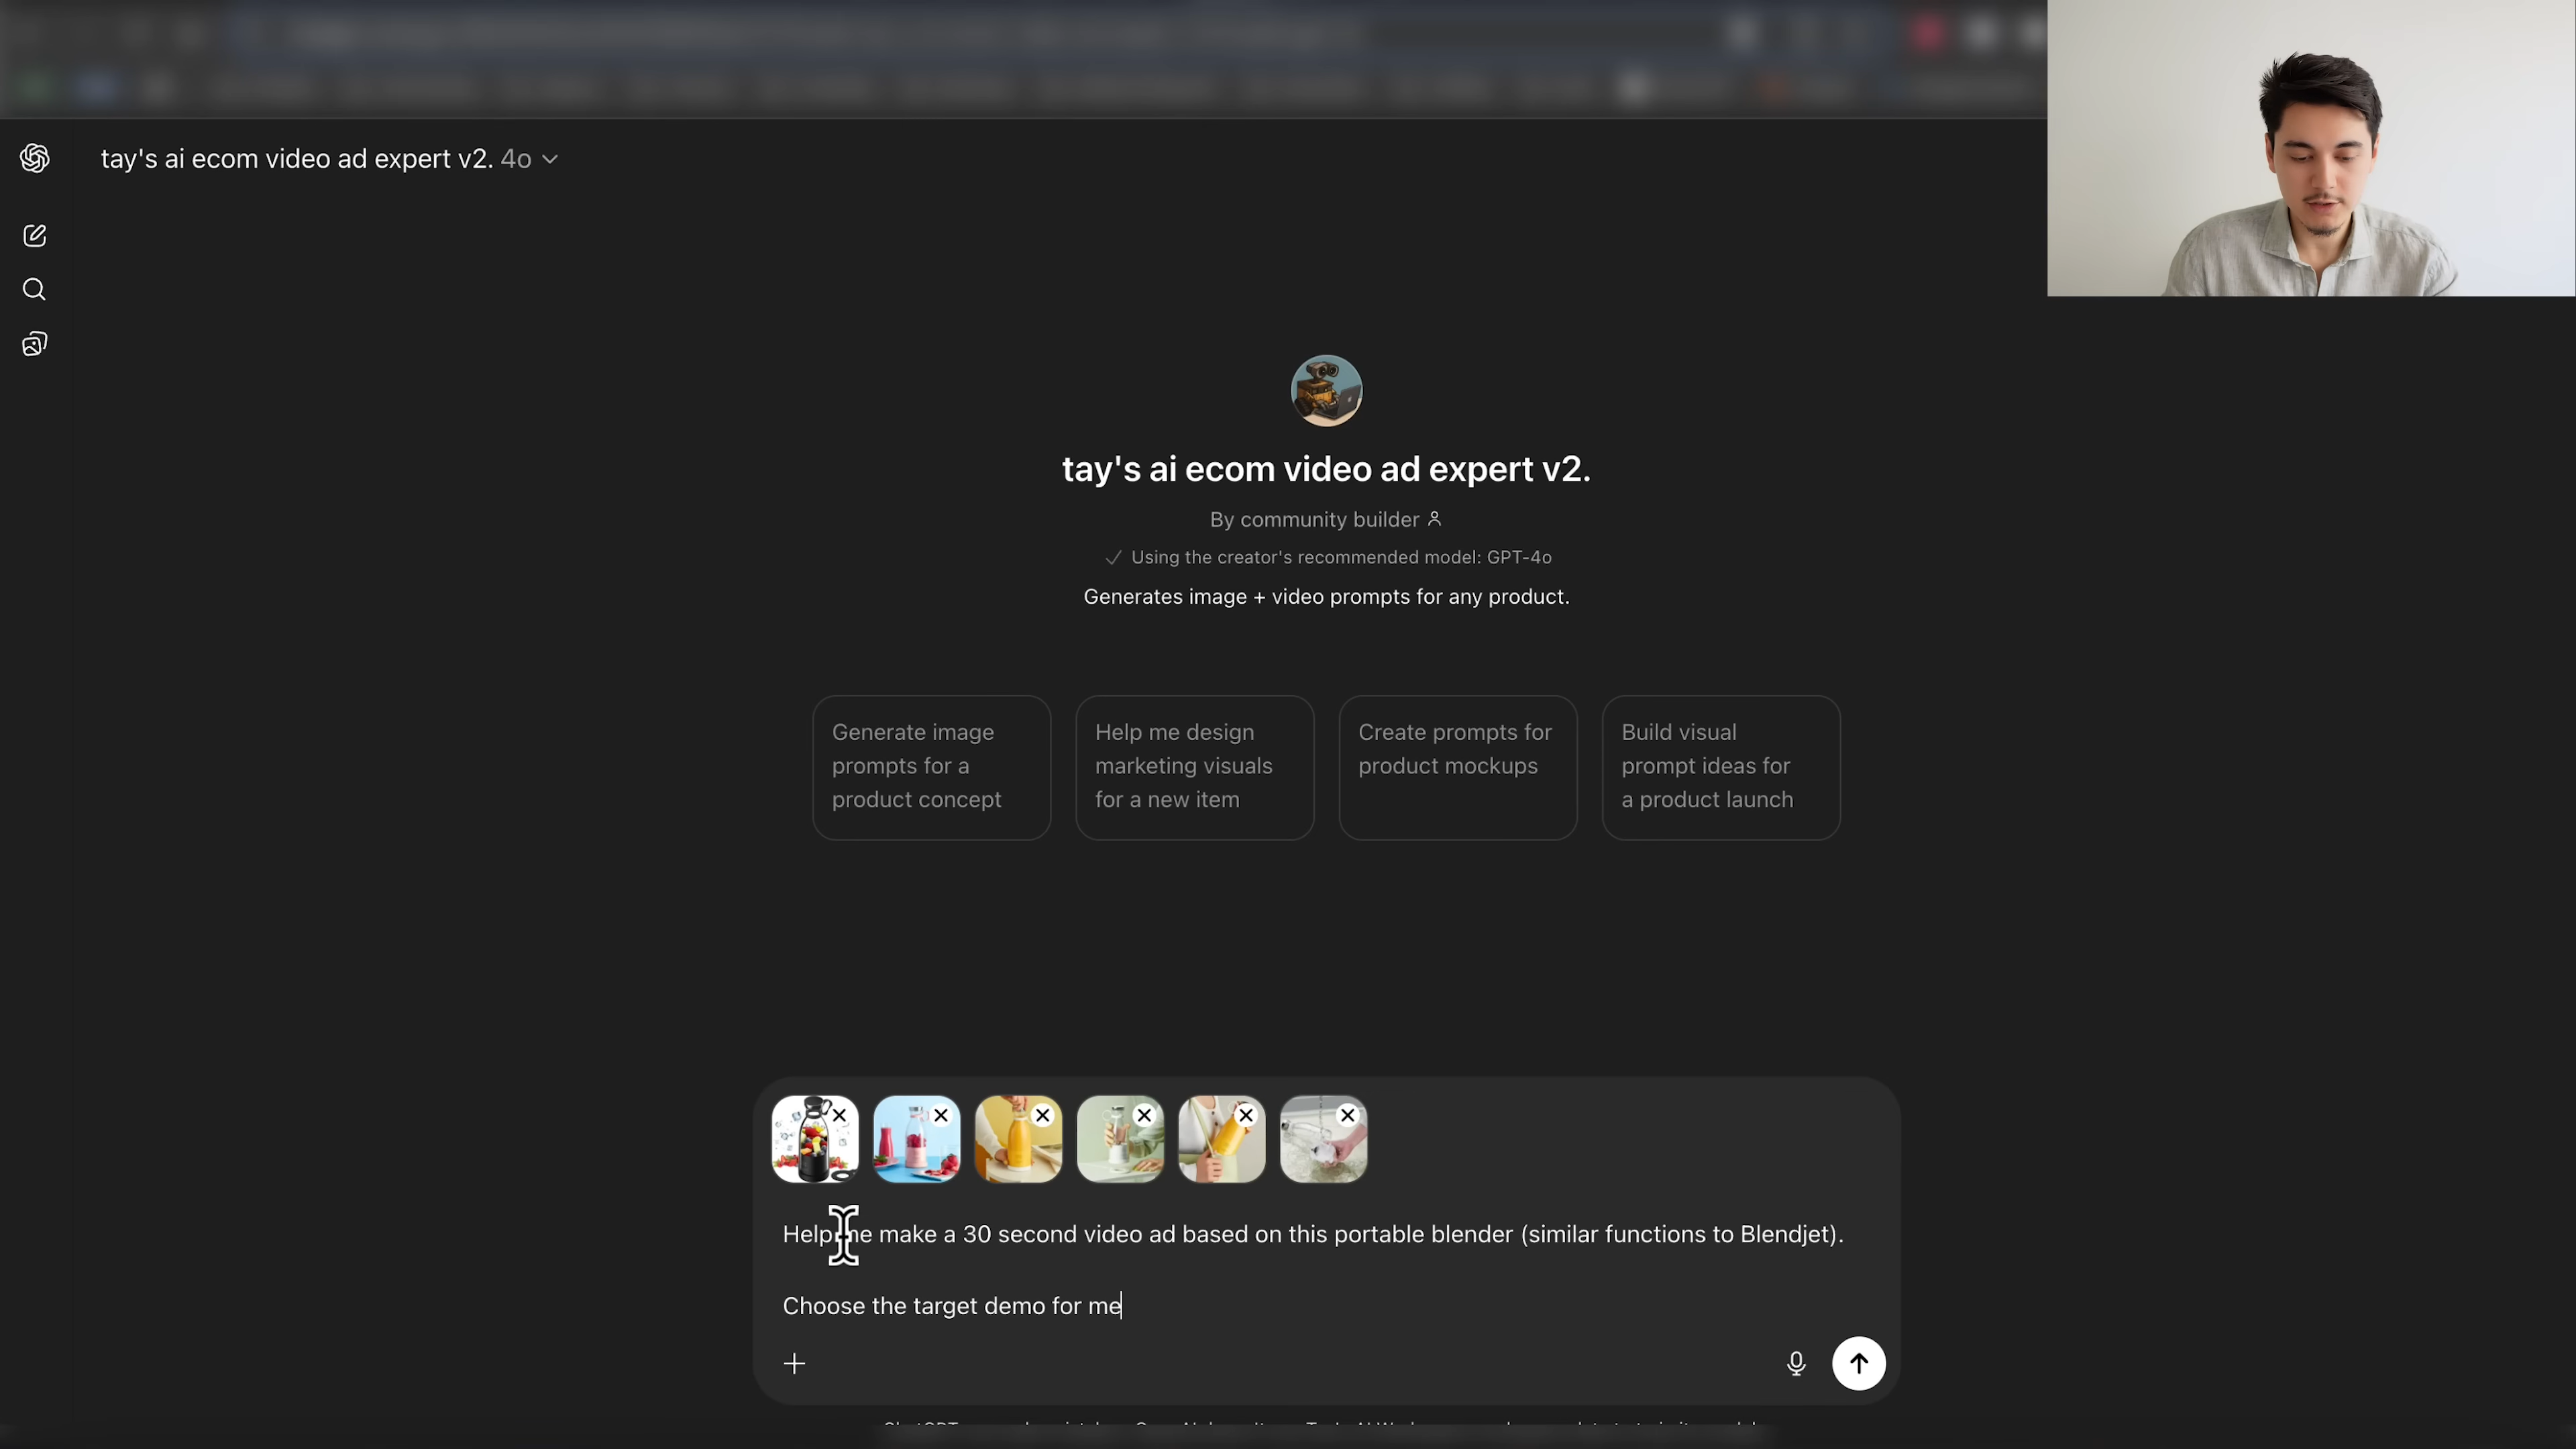 tay's ai ecom video ad expert v2. 4o
tay's ai ecom video ad expert v2.
By community builder
Using the creator's recommended model: GPT-4o
Generates image + video prompts for any product.
Generate image
prompts for a
product concept
Help me design
marketing visuals
for a new item
Create prompts for
product mockups
Build visual
prompt ideas for
a product launch
Help me make a 30 second video ad based on this portable blender (similar functions to Blendjet).
Choose the target demo for me